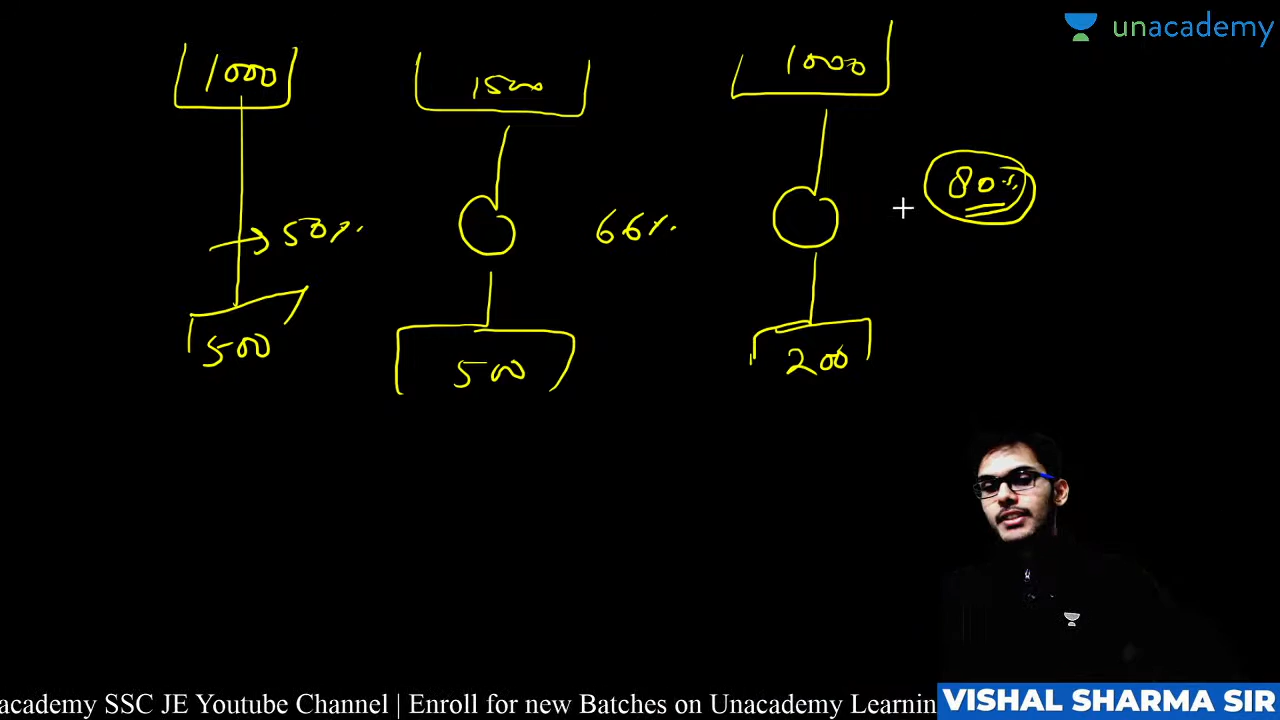 unacademy
1000 1500 1000
50% 66% 80%
500 500 200
academy SSC JE Youtube Channel | Enroll for new Batches on Unacademy Learnin
VISHAL SHARMA SIR